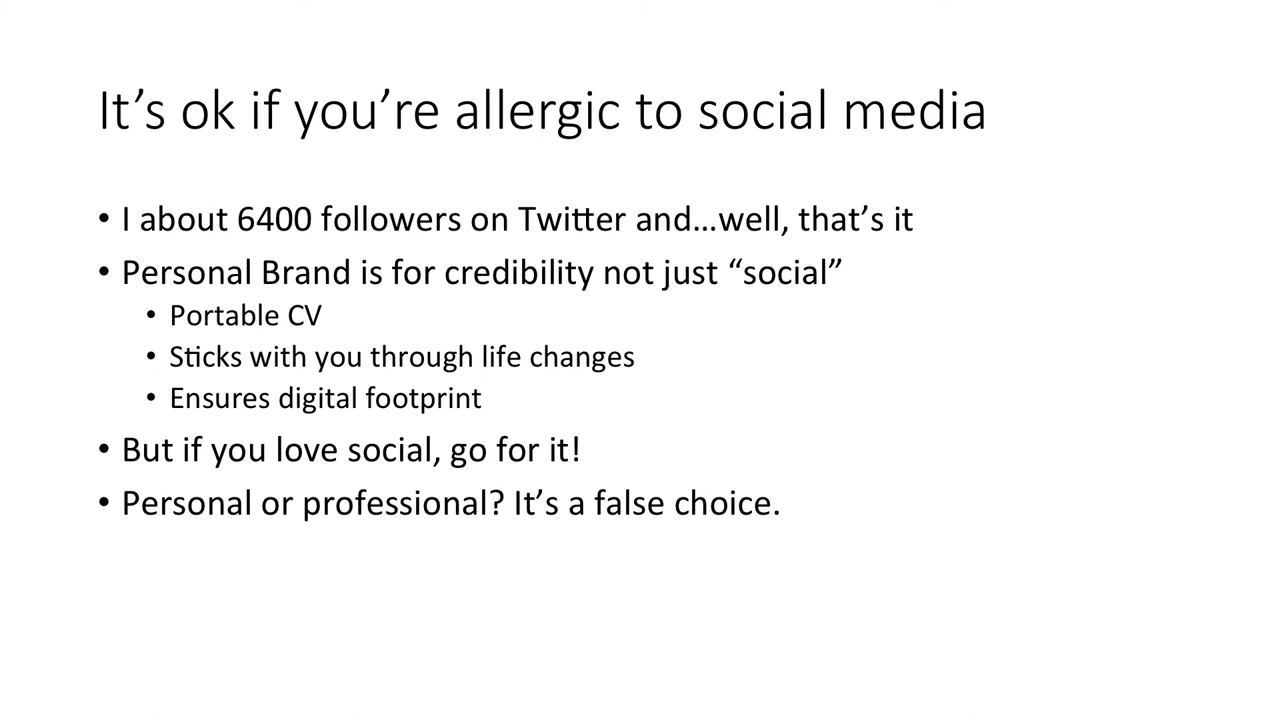 It’s ok if you’re allergic to social media
• I about 6400 followers on Twitter and…well, that’s it
• Personal Brand is for credibility not just “social”
• Portable CV
• Sticks with you through life changes
• Ensures digital footprint
• But if you love social, go for it!
• Personal or professional? It’s a false choice.